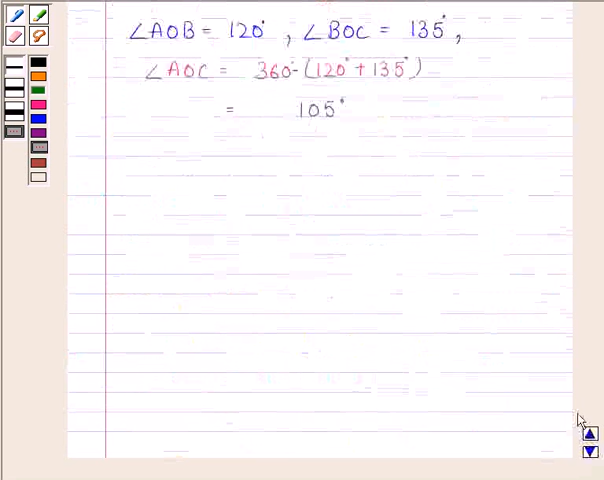 ∠AOB = 120°, ∠BOC = 135°,
∠AOC = 360°-(120°+135°)
= 105°